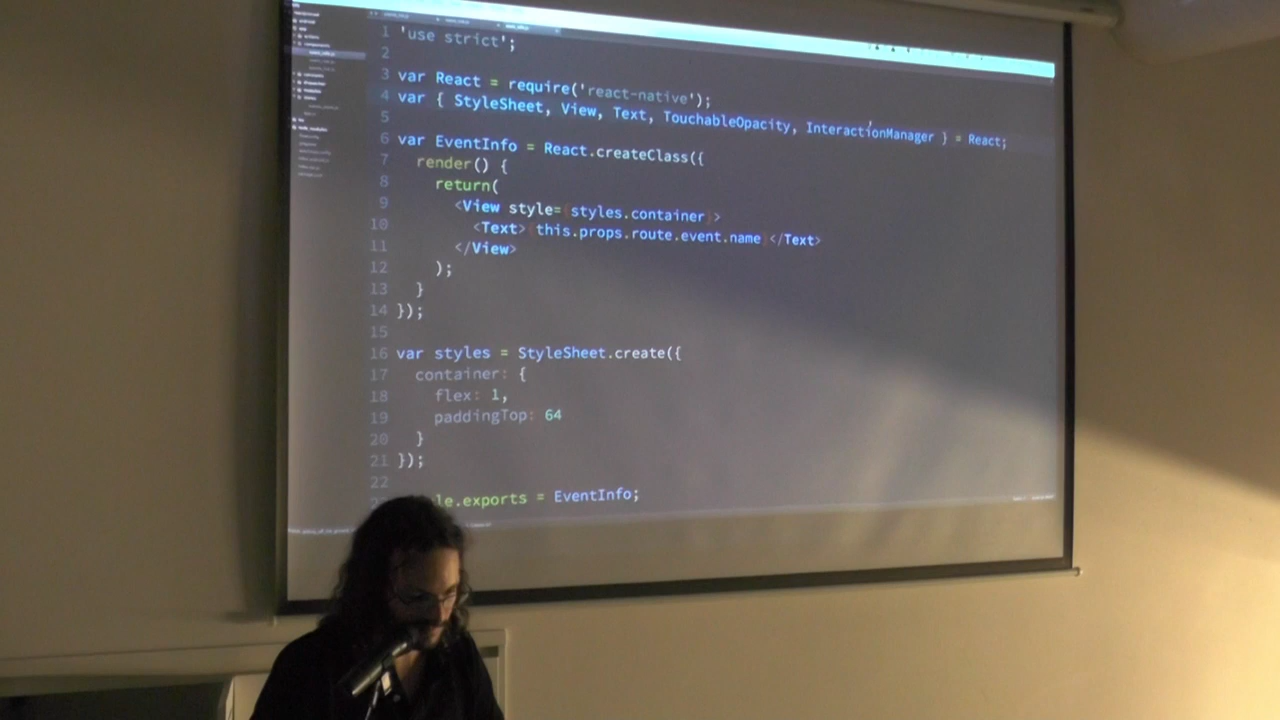 1 'use strict';
2
3 var React = require('react-native');
4 var { StyleSheet, View, Text, TouchableOpacity, InteractionManager } = React;
5
6 var EventInfo = React.createClass({
7 render() {
8 return(
9 <View style={styles.container}>
10 <Text>{this.props.route.event.name}</Text>
11 </View>
12 );
13 }
14 });
15
16 var styles = StyleSheet.create({
17 container: {
18 flex: 1,
19 paddingTop: 64
20 }
21 });
22
le.exports = EventInfo;